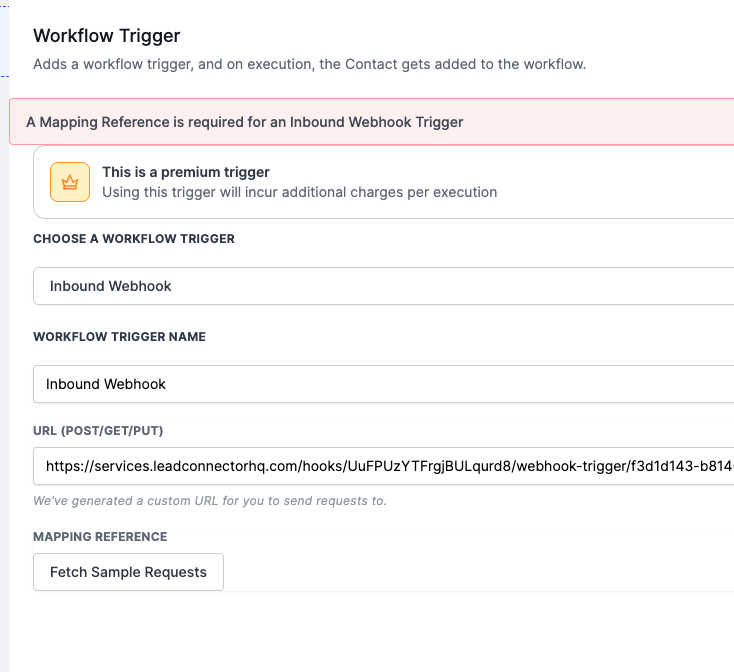 Workflow Trigger
Adds a workflow trigger, and on execution, the Contact gets added to the workflow.
A Mapping Reference is required for an Inbound Webhook Trigger
This is a premium trigger
Using this trigger will incur additional charges per execution
CHOOSE A WORKFLOW TRIGGER
Inbound Webhook
WORKFLOW TRIGGER NAME
Inbound Webhook
URL (POST/GET/PUT)
https://services.leadconnectorhq.com/hooks/UuFPUzYTFrgjBULqurd8/webhook-trigger/f3d1d143-b814
We've generated a custom URL for you to send requests to.
MAPPING REFERENCE
Fetch Sample Requests